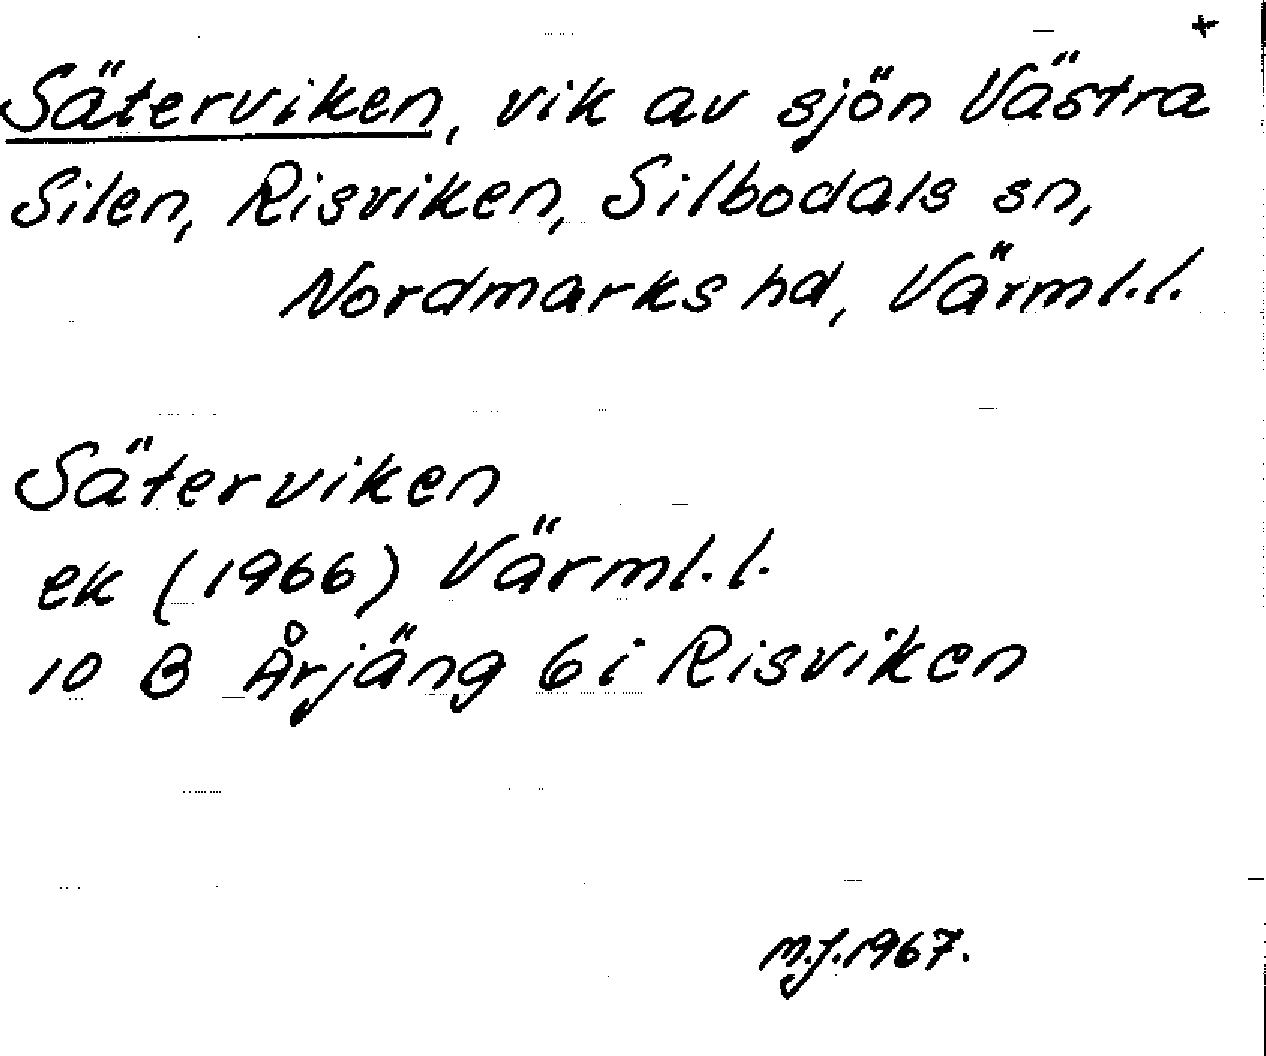 +
Säterviken, vik av sjön Västra
Silen, Risviken, Silbodals sn,
Nordmarks hd, Värml.l.
Säterviken
ek (1966) Värml.l.
10 B Årjäng 6 i Risviken
M.J.1967.